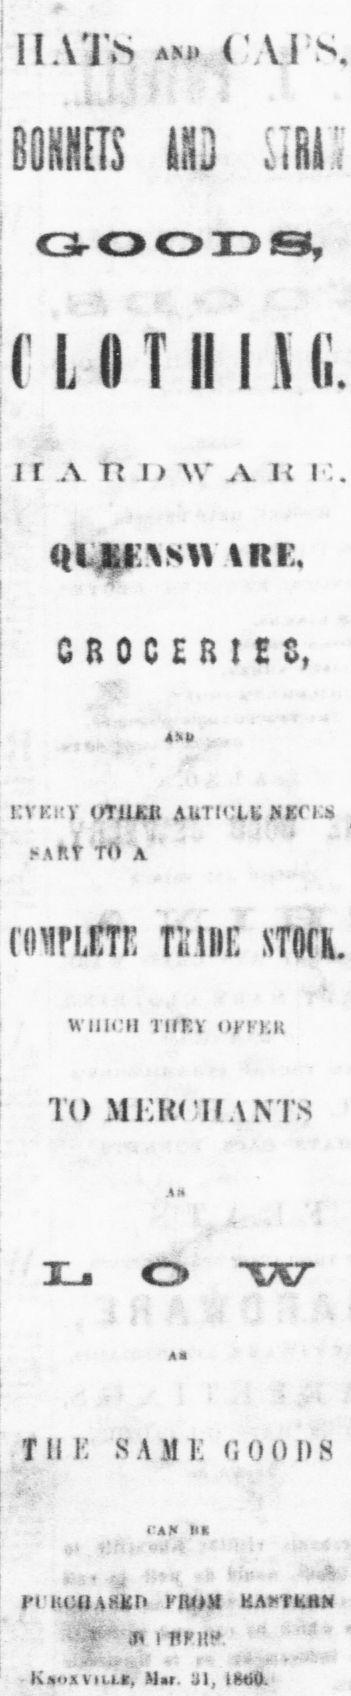 HATS AND CAPS,
BONNETS AND STRAW
GOODS,
CLOTHING.
HARDWARE.
QUEENSWARE,
GROCERIES,
AND
EVERY OTHER ARTICLE NECES
SARY TO A
COMPLETE TRADE STOCK.
WHICH THEY OFFER
TO MERCHANTS
AS
LOW
AS
THE SAME GOODS
CAN BE
PURCHASED FROM EASTERN
JOBBERS.
KNOXVILLE, Mar. 31, 1860.